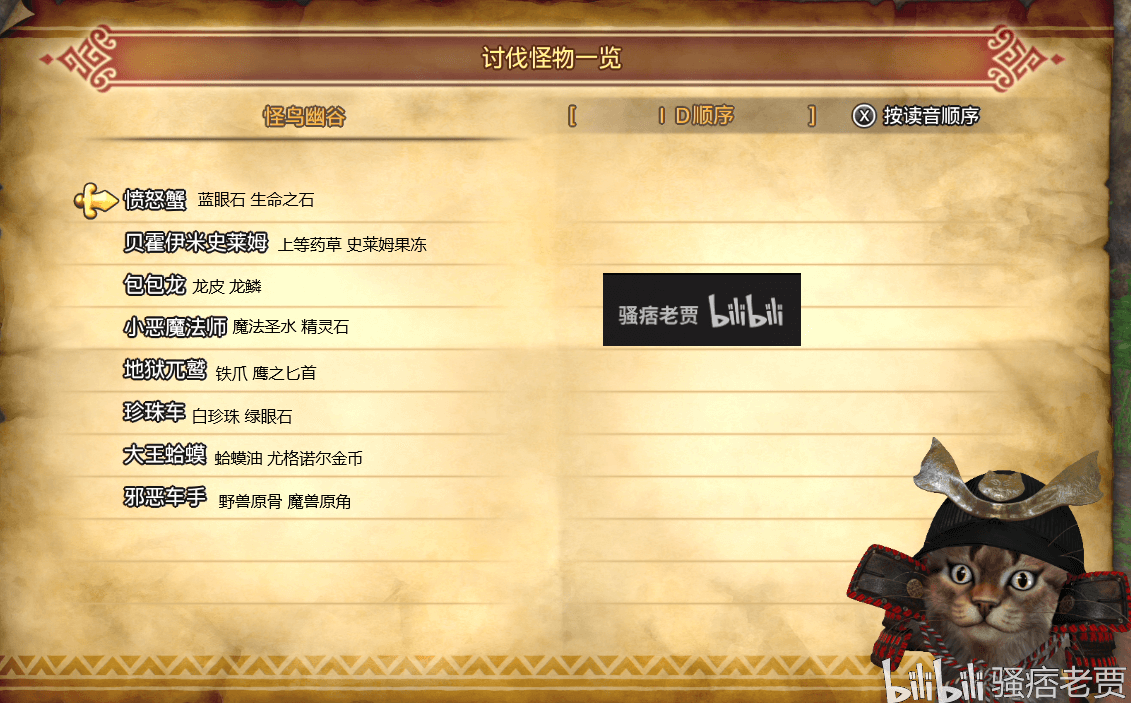 讨伐怪物一览
怪鸟幽谷 [ ID顺序 ] X 按读音顺序
愤怒蟹 蓝眼石 生命之石
贝霍伊米史莱姆 上等药草 史莱姆果冻
包包龙 龙皮 龙鳞
小恶魔法师 魔法圣水 精灵石
地狱兀鹫 铁爪 鹰之匕首
珍珠车 白珍珠 绿眼石
大王蛤蟆 蛤蟆油 尤格诺尔金币
邪恶车手 野兽原骨 魔兽原角
骚痞老贾 bilibili
bilibili 骚痞老贾